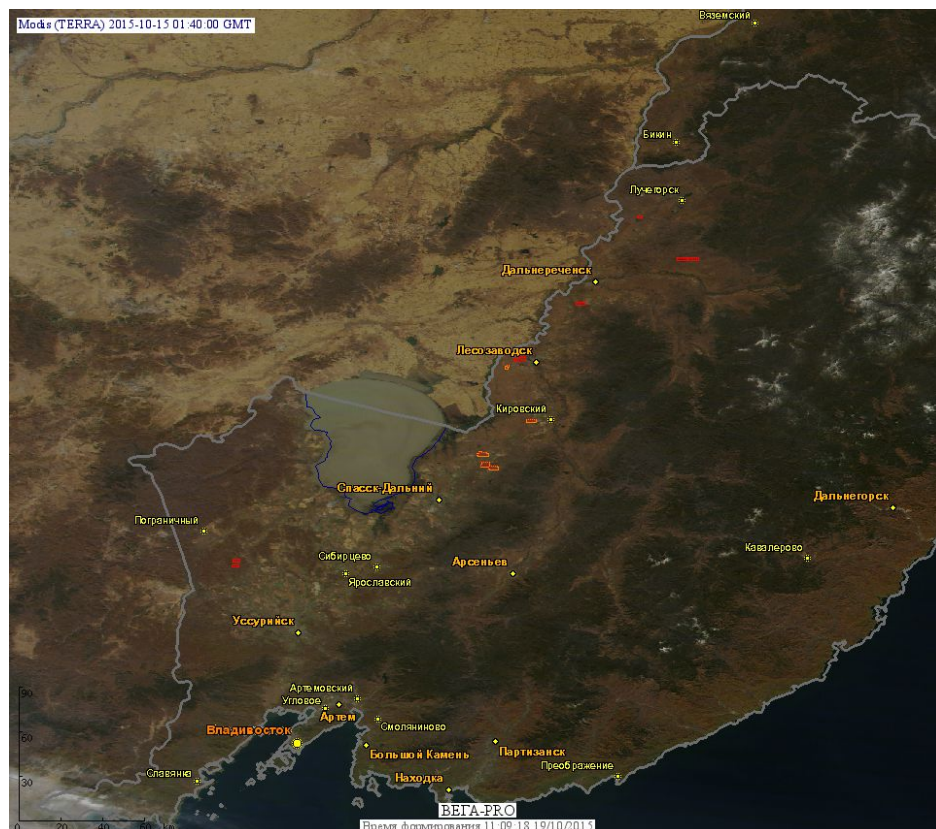 Modis (TERRA) 2015-10-15 01:40:00 GMT
Вяземский
Бикин
Лучегорск
Дальнереченск
Лесозаводск
Кировский
Спасск-Дальний
Дальнегорск
Пограничный
Сибирцево
Кавалерово
Арсеньев
Ярославский
Уссурийск
Артемовский
Угловое
Артем
Смоляниново
Владивосток
Большой Камень
Партизанск
Преображение
Славянка
Находка
90
60
30
0 20 40 60 км
ВЕГА-PRO
Время формирования 11:09:18 19/10/2015